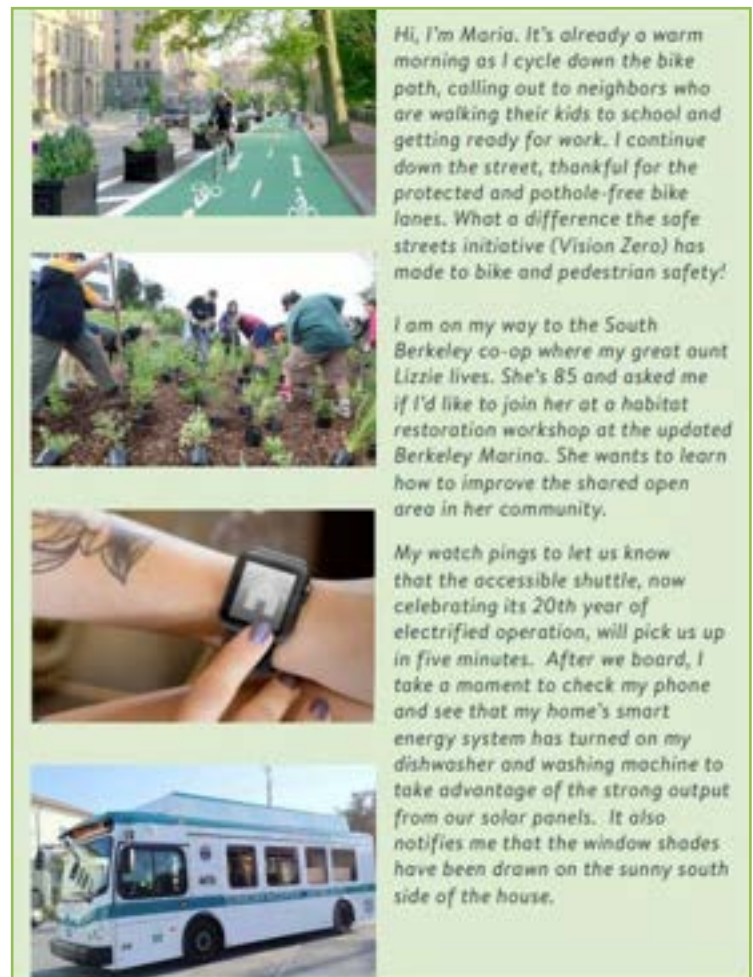 Hi, I'm Maria. It's already a warm
morning as I cycle down the bike
path, calling out to neighbors who
are walking their kids to school and
getting ready for work. I continue
down the street, thankful for the
protected and pothole-free bike
lanes. What a difference the safe
streets initiative (Vision Zero) has
made to bike and pedestrian safety!
I am on my way to the South
Berkeley co-op where my great aunt
Lizzie lives. She's 85 and asked me
if I'd like to join her at a habitat
restoration workshop at the updated
Berkeley Marina. She wants to learn
how to improve the shared open
area in her community.
My watch pings to let us know
that the accessible shuttle, now
celebrating its 20th year of
electrified operation, will pick us up
in five minutes. After we board, I
take a moment to check my phone
and see that my home's smart
energy system has turned on my
dishwasher and washing machine to
take advantage of the strong output
from our solar panels. It also
notifies me that the window shades
have been drawn on the sunny south
side of the house.